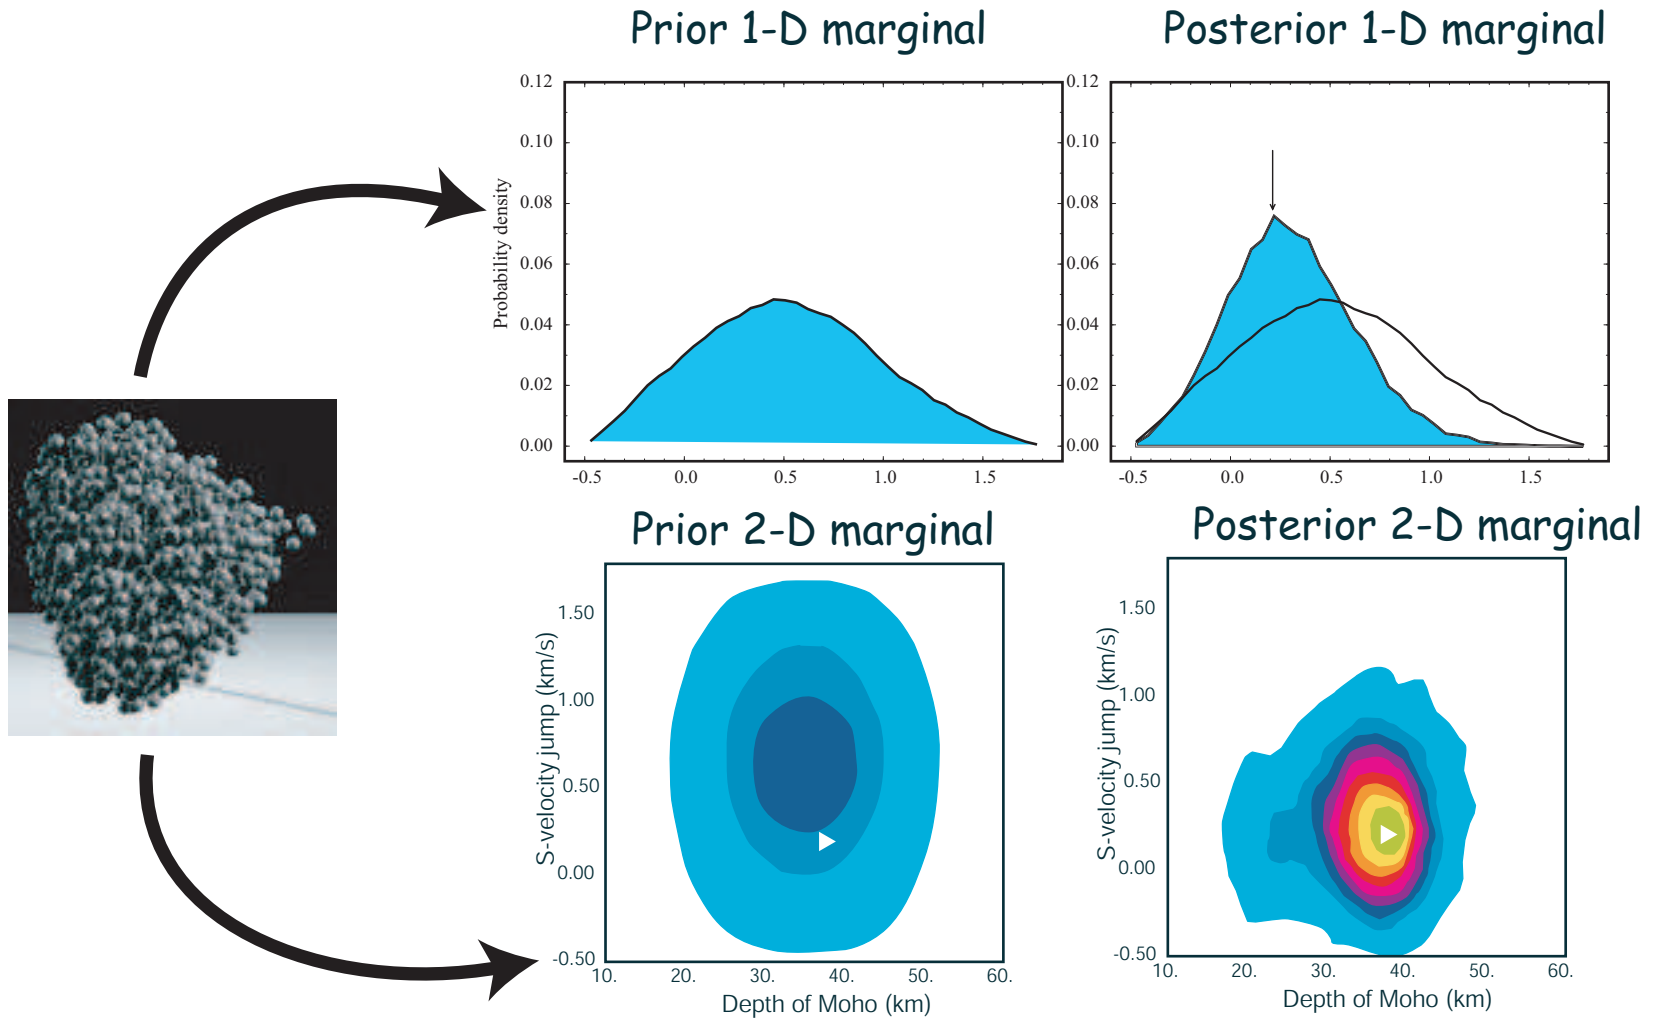 Prior 1-D marginal
Posterior 1-D marginal
Probability density
0.12
0.10
0.08
0.06
0.04
0.02
0.00
-0.5 0.0 0.5 1.0 1.5
0.12
0.10
0.08
0.06
0.04
0.02
0.00
-0.5 0.0 0.5 1.0 1.5
Prior 2-D marginal
Posterior 2-D marginal
S-velocity jump (km/s)
1.50
1.00
0.50
0.00
-0.50
10. 20. 30. 40. 50. 60.
Depth of Moho (km)
S-velocity jump (km/s)
1.50
1.00
0.50
0.00
-0.50
10. 20. 30. 40. 50. 60.
Depth of Moho (km)